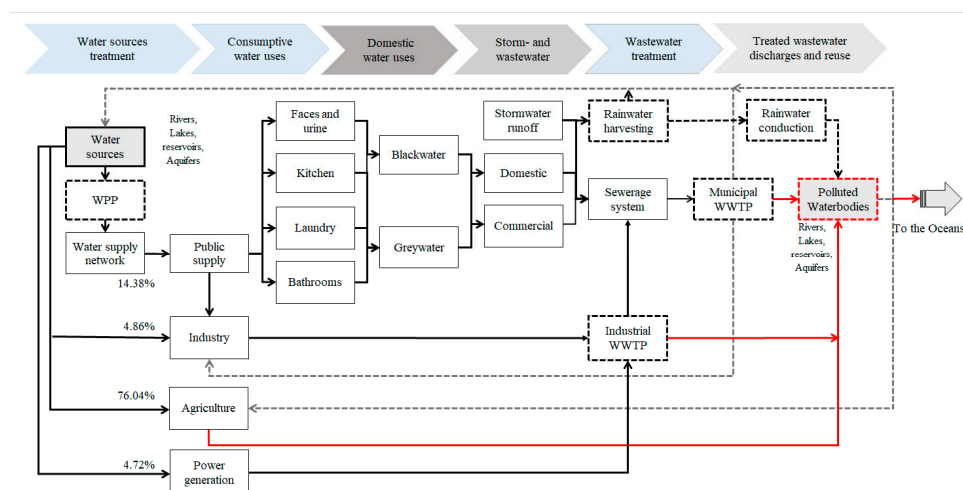 Water sources
treatment
Consumptive
water uses
Domestic
water uses
Storm- and
wastewater
Wastewater
treatment
Treated wastewater
discharges and reuse
Water
sources
Rivers,
Lakes,
reservoirs,
Aquifers
WPP
Water supply
network
Public
supply
Faces and
urine
Kitchen
Laundry
Bathrooms
Blackwater
Greywater
Stormwater
runoff
Domestic
Commercial
Rainwater
harvesting
Sewerage
system
Rainwater
conduction
Municipal
WWTP
Polluted
Waterbodies
Rivers,
Lakes,
reservoirs,
Aquifers
To the Oceans
14.38%
4.86%
Industry
Industrial
WWTP
76.04%
Agriculture
4.72%
Power
generation